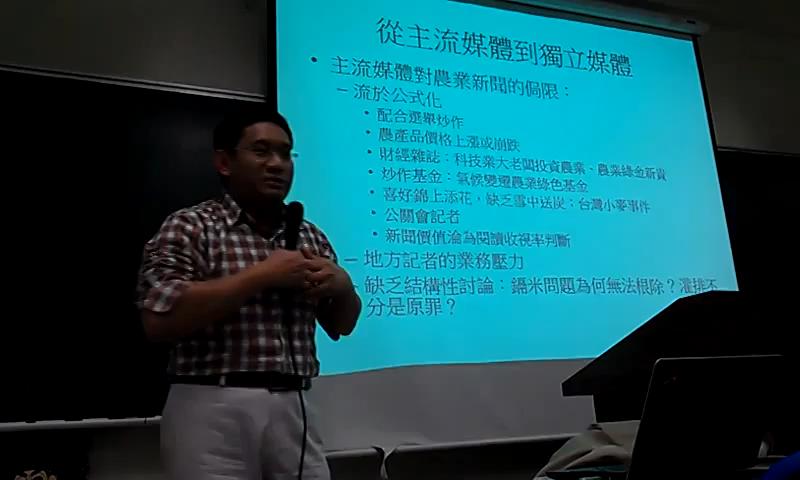 從主流媒體到獨立媒體
• 主流媒體對農業新聞的侷限：
– 流於公式化
• 配合選舉炒作
• 農產品價格上漲或崩跌
• 財經雜誌：科技業大老闆投資農業、農業綠金新貴
• 炒作基金：氣候變遷農業綠色基金
• 喜好錦上添花，缺乏雪中送炭：台灣小麥事件
• 公關會記者
• 新聞價值淪為閱讀收視率判斷
– 地方記者的業務壓力
– 缺乏結構性討論：鎘米問題為何無法根除？灌排不
分是原罪？